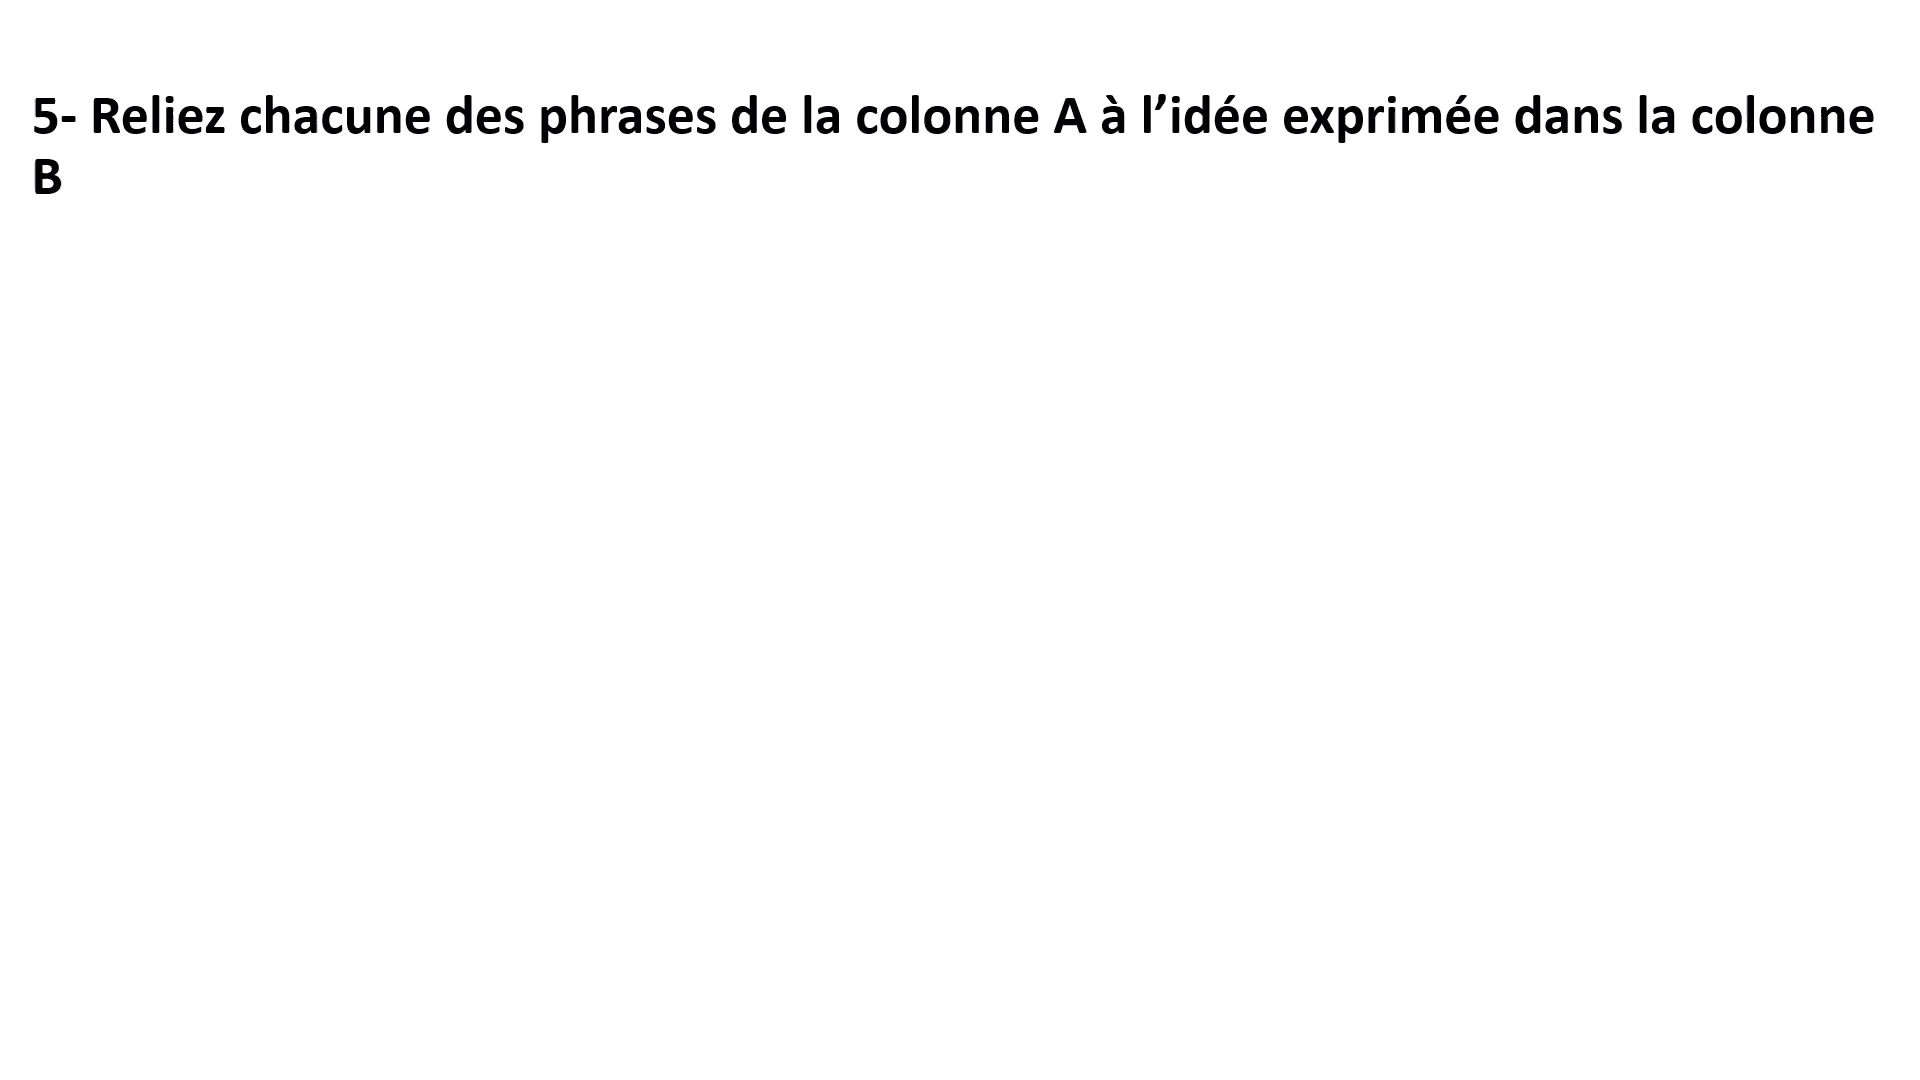 5- Reliez chacune des phrases de la colonne A à l’idée exprimée dans la colonne
B